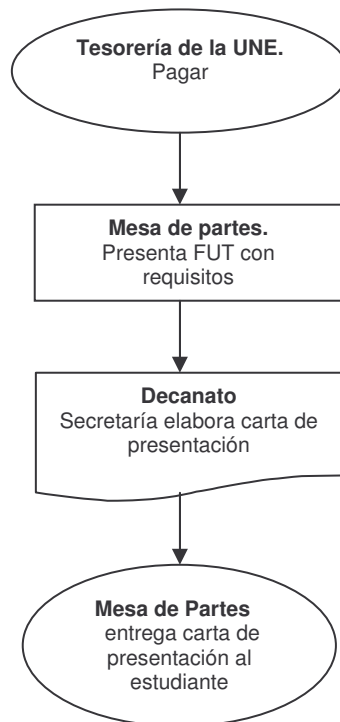 Tesorería de la UNE.
Pagar
Mesa de partes.
Presenta FUT con
requisitos
Decanato
Secretaría elabora carta de
presentación
Mesa de Partes
entrega carta de
presentación al
estudiante